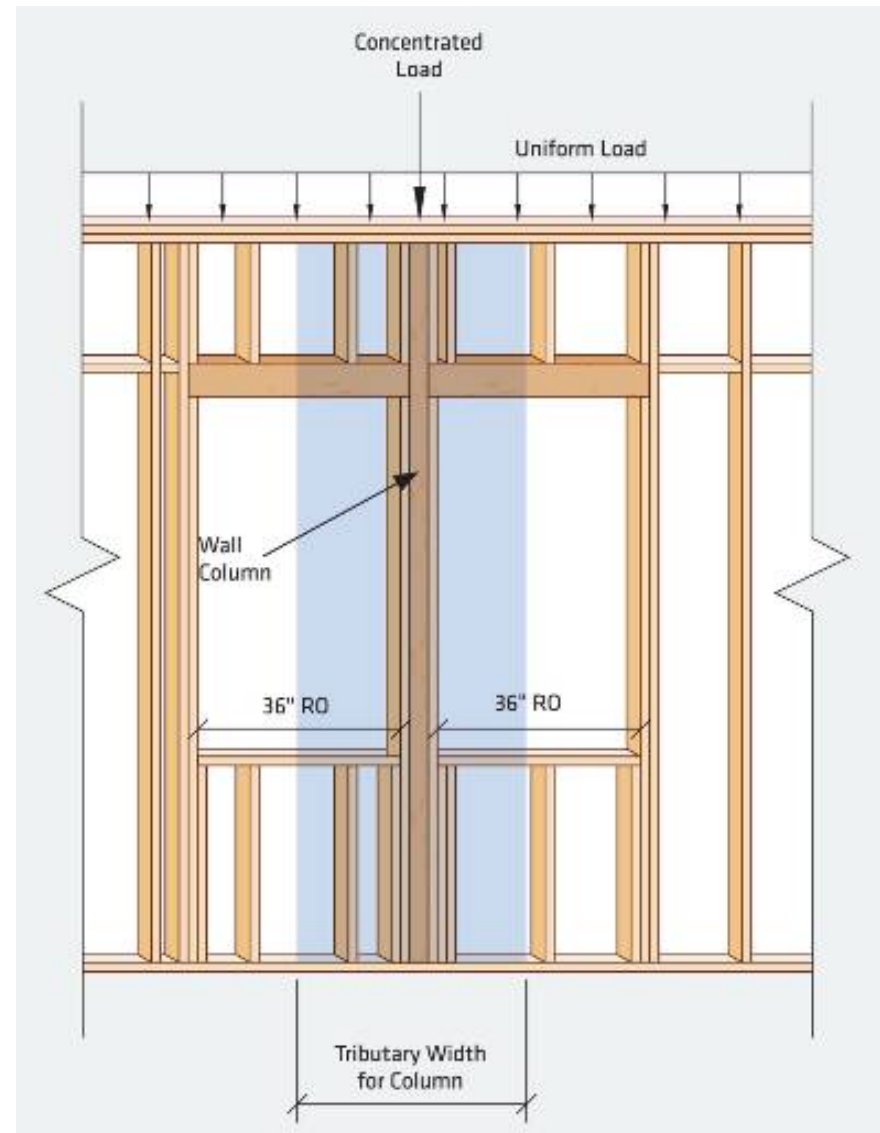 Concentrated
Load
Uniform Load
Wall
Column
36" RO
36" RO
Tributary Width
for Column